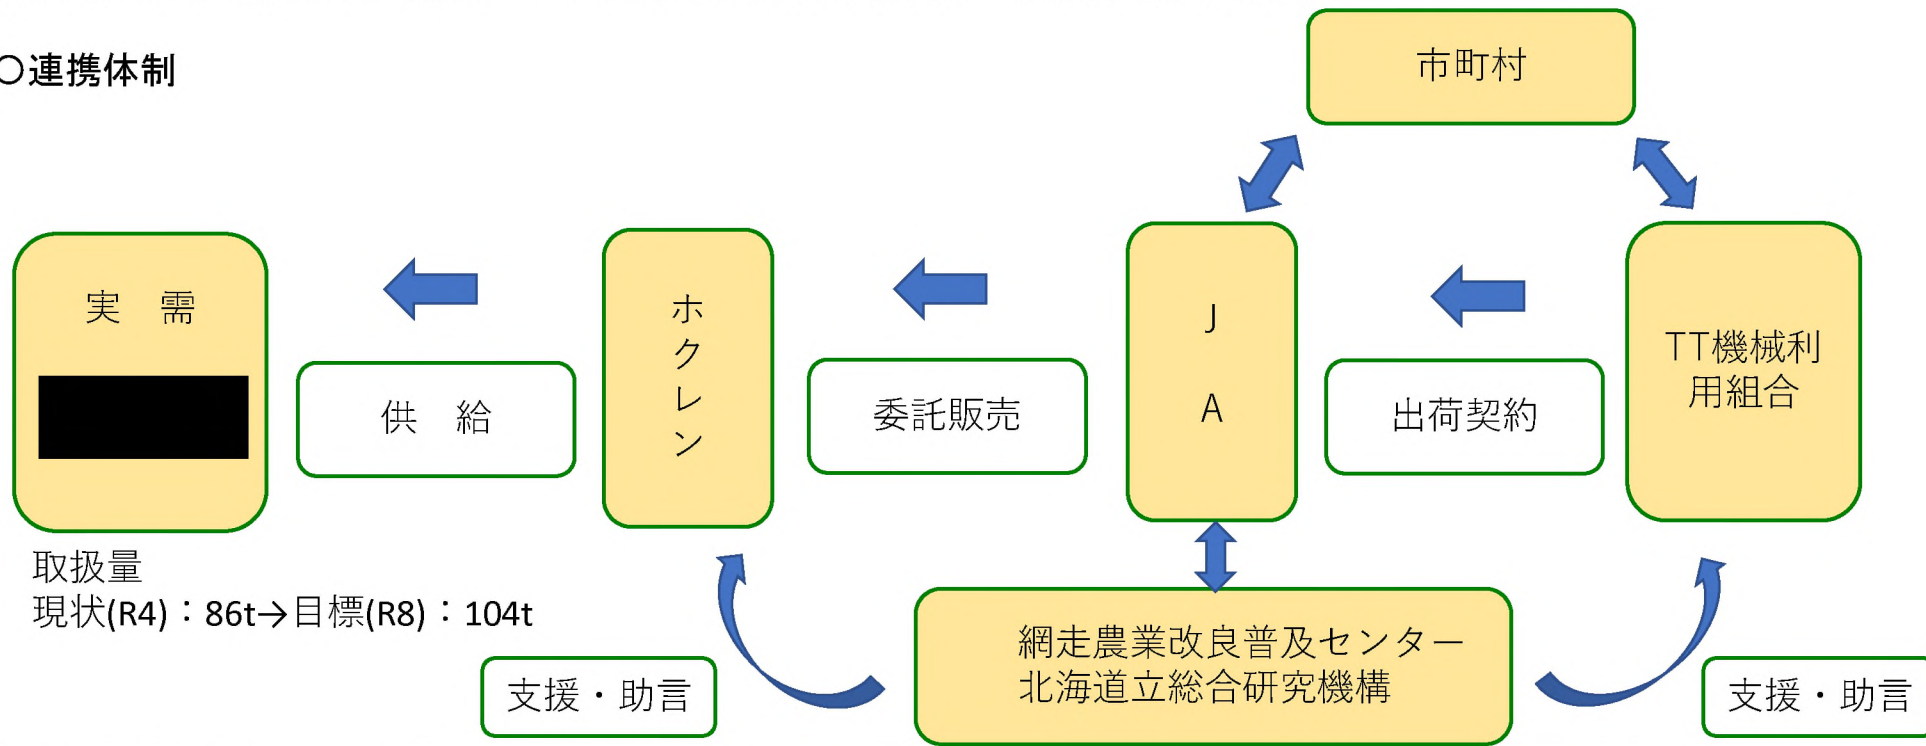 ○連携体制
市町村
実　需
供　給
ホクレン
委託販売
JA
出荷契約
TT機械利
用組合
取扱量
現状(R4)：86t→目標(R8)：104t
支援・助言
網走農業改良普及センター
北海道立総合研究機構
支援・助言